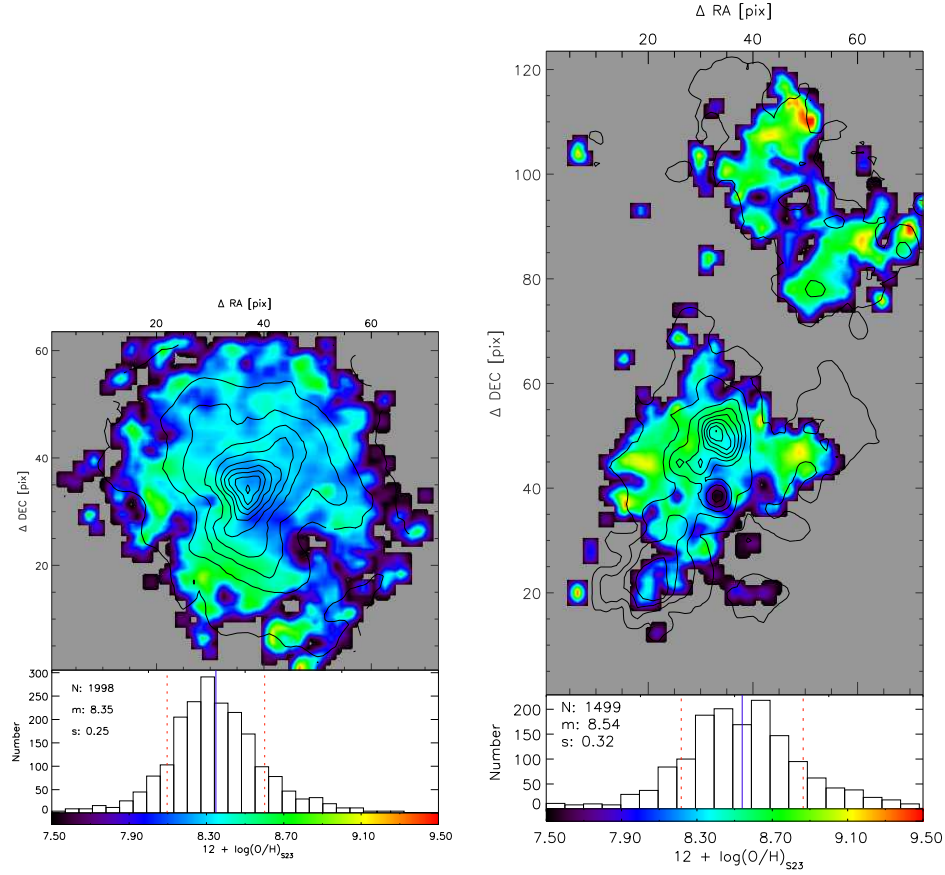 Δ RA [pix]
20 40 60
120
100
80
60
40
20
Δ DEC [pix]
Δ RA [pix]
20 40 60
60
40
20
Δ DEC [pix]
300
250
200
150
100
50
0
Number
N: 1998
m: 8.35
s: 0.25
7.50 7.90 8.30 8.70 9.10 9.50
12 + log(O/H)S23
200
150
100
50
0
Number
N: 1499
m: 8.54
s: 0.32
7.50 7.90 8.30 8.70 9.10 9.50
12 + log(O/H)S23